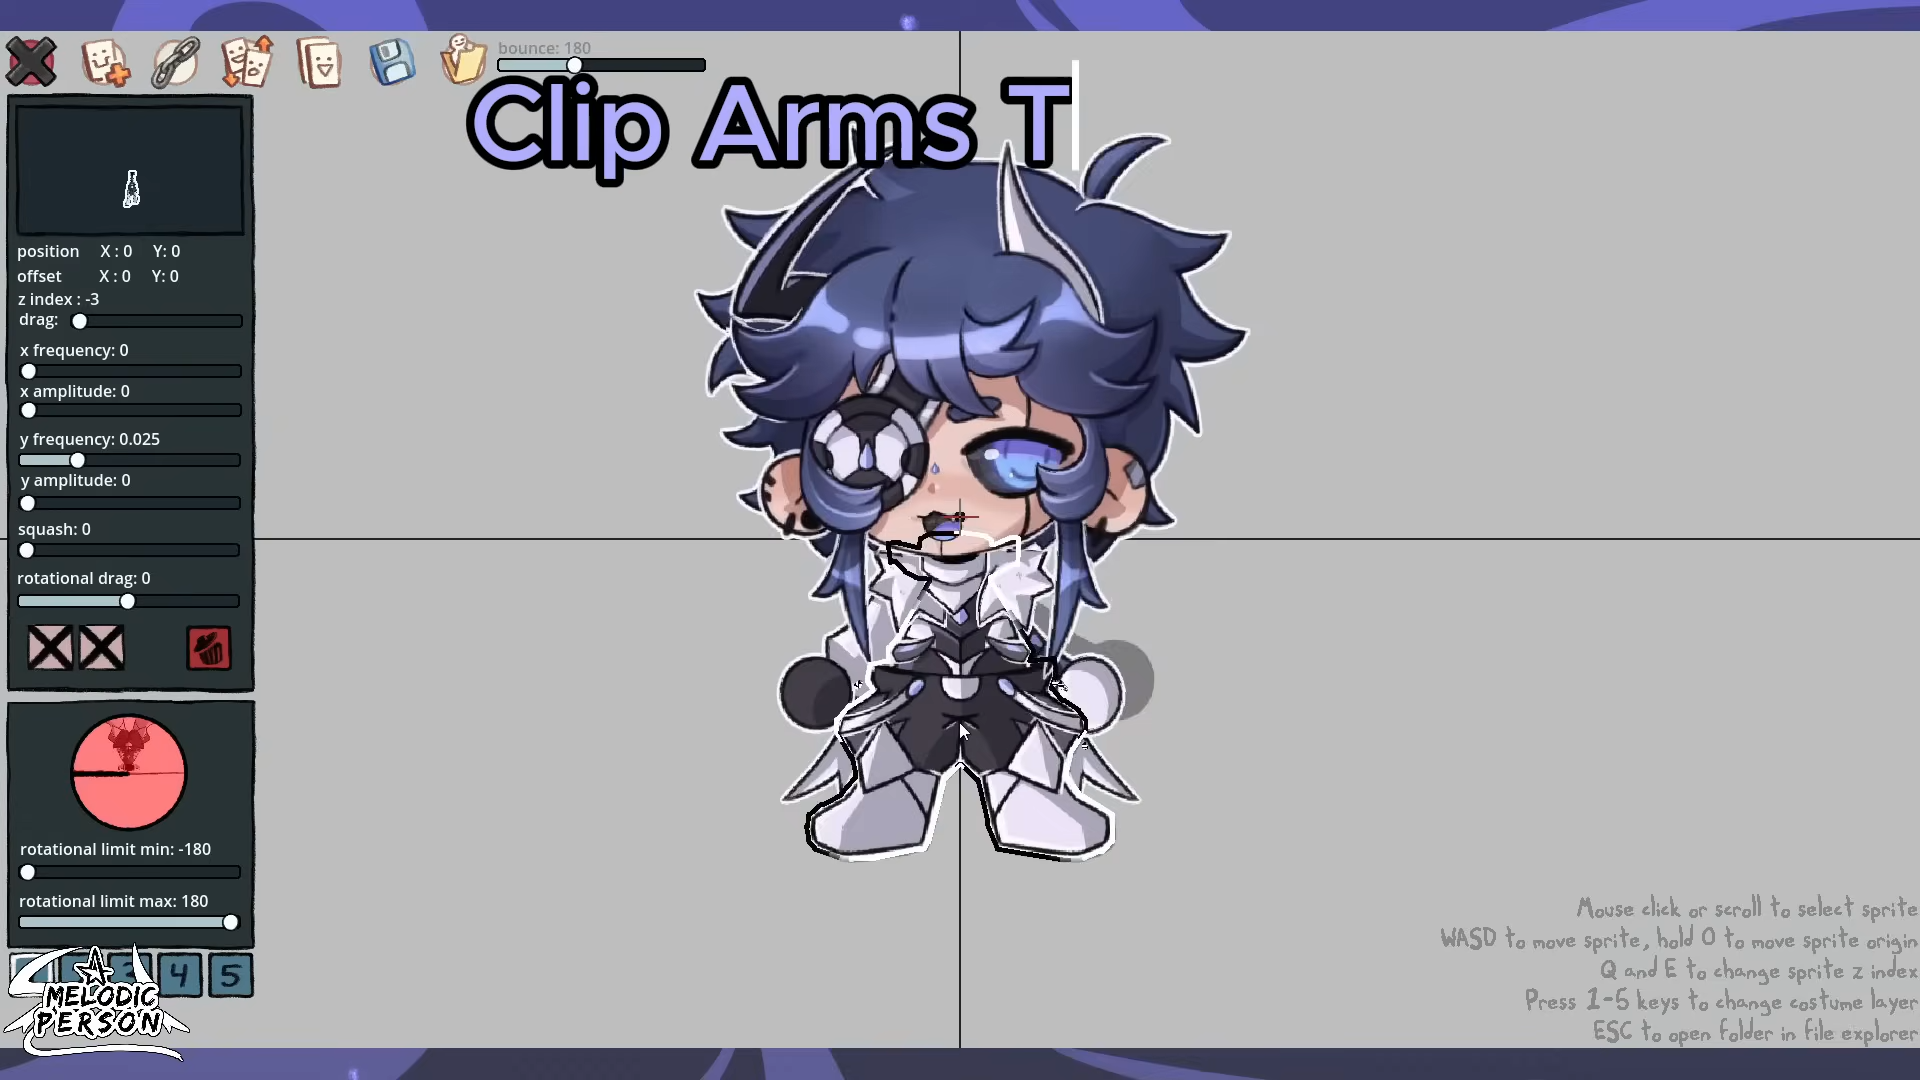 bounce: 180
Clip Arms T
position X : 0 Y: 0
offset X : 0 Y: 0
z index : -3
drag:
x frequency: 0
x amplitude: 0
y frequency: 0.025
y amplitude: 0
squash: 0
rotational drag: 0
rotational limit min: -180
rotational limit max: 180
3 4 5
MELODIC
PERSON
Mouse click or scroll to select sprite
WASD to move sprite, hold O to move sprite origin
Q and E to change sprite z index
Press 1-5 keys to change costume layer
ESC to open folder in file explorer